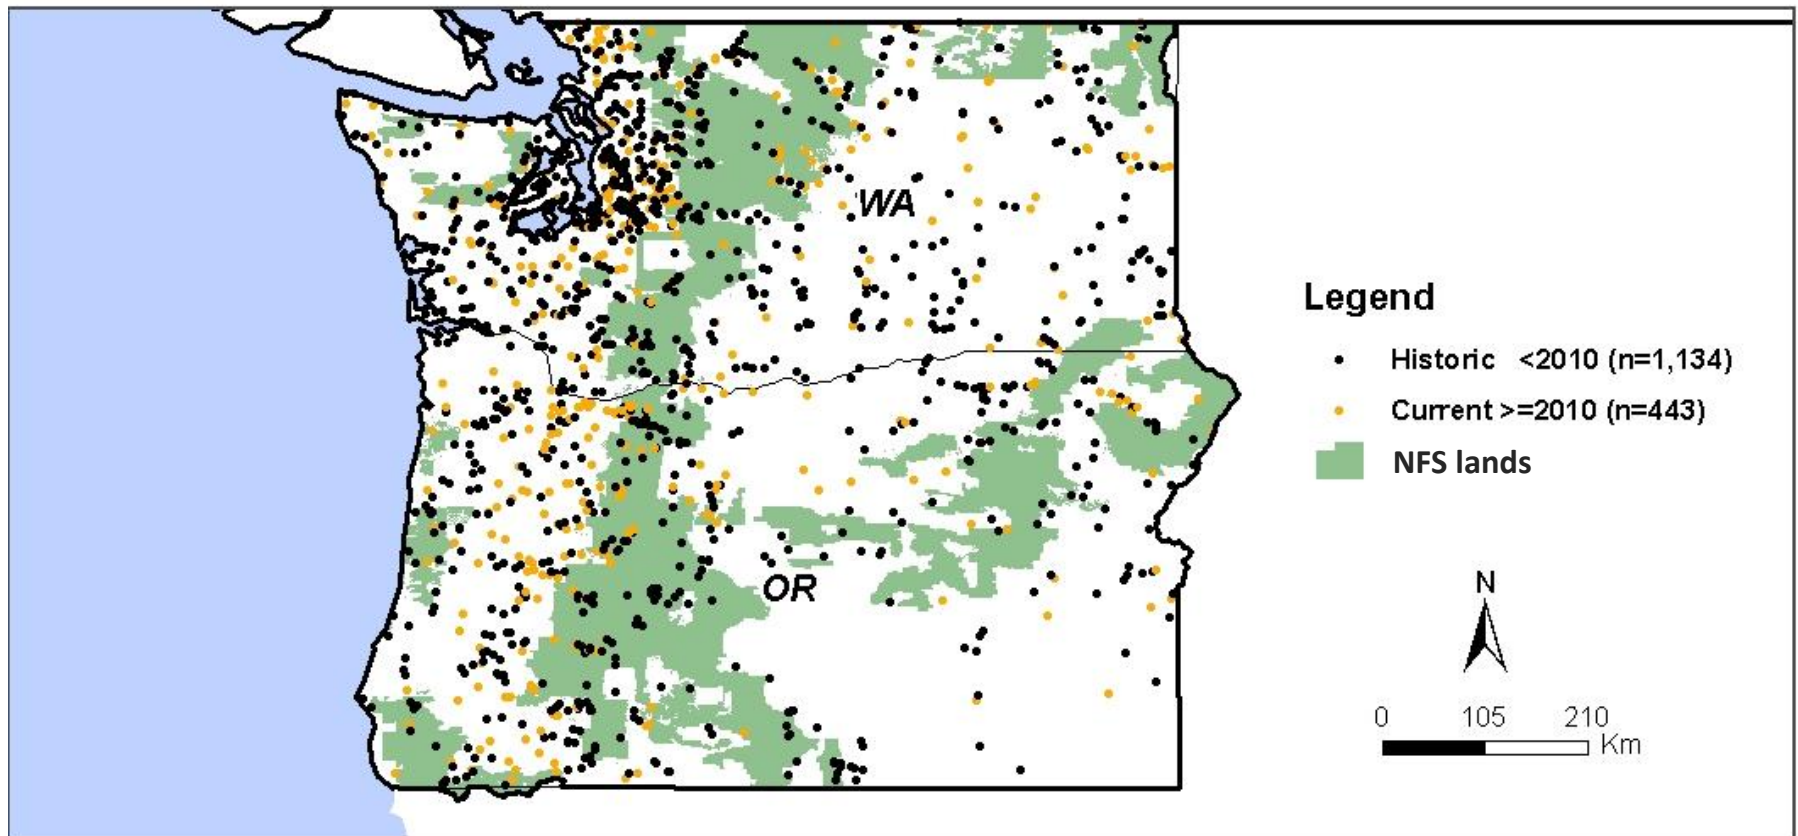 WA
OR
Legend
Historic <2010 (n=1,134)
Current >=2010 (n=443)
NFS lands
N
0 105 210
Km